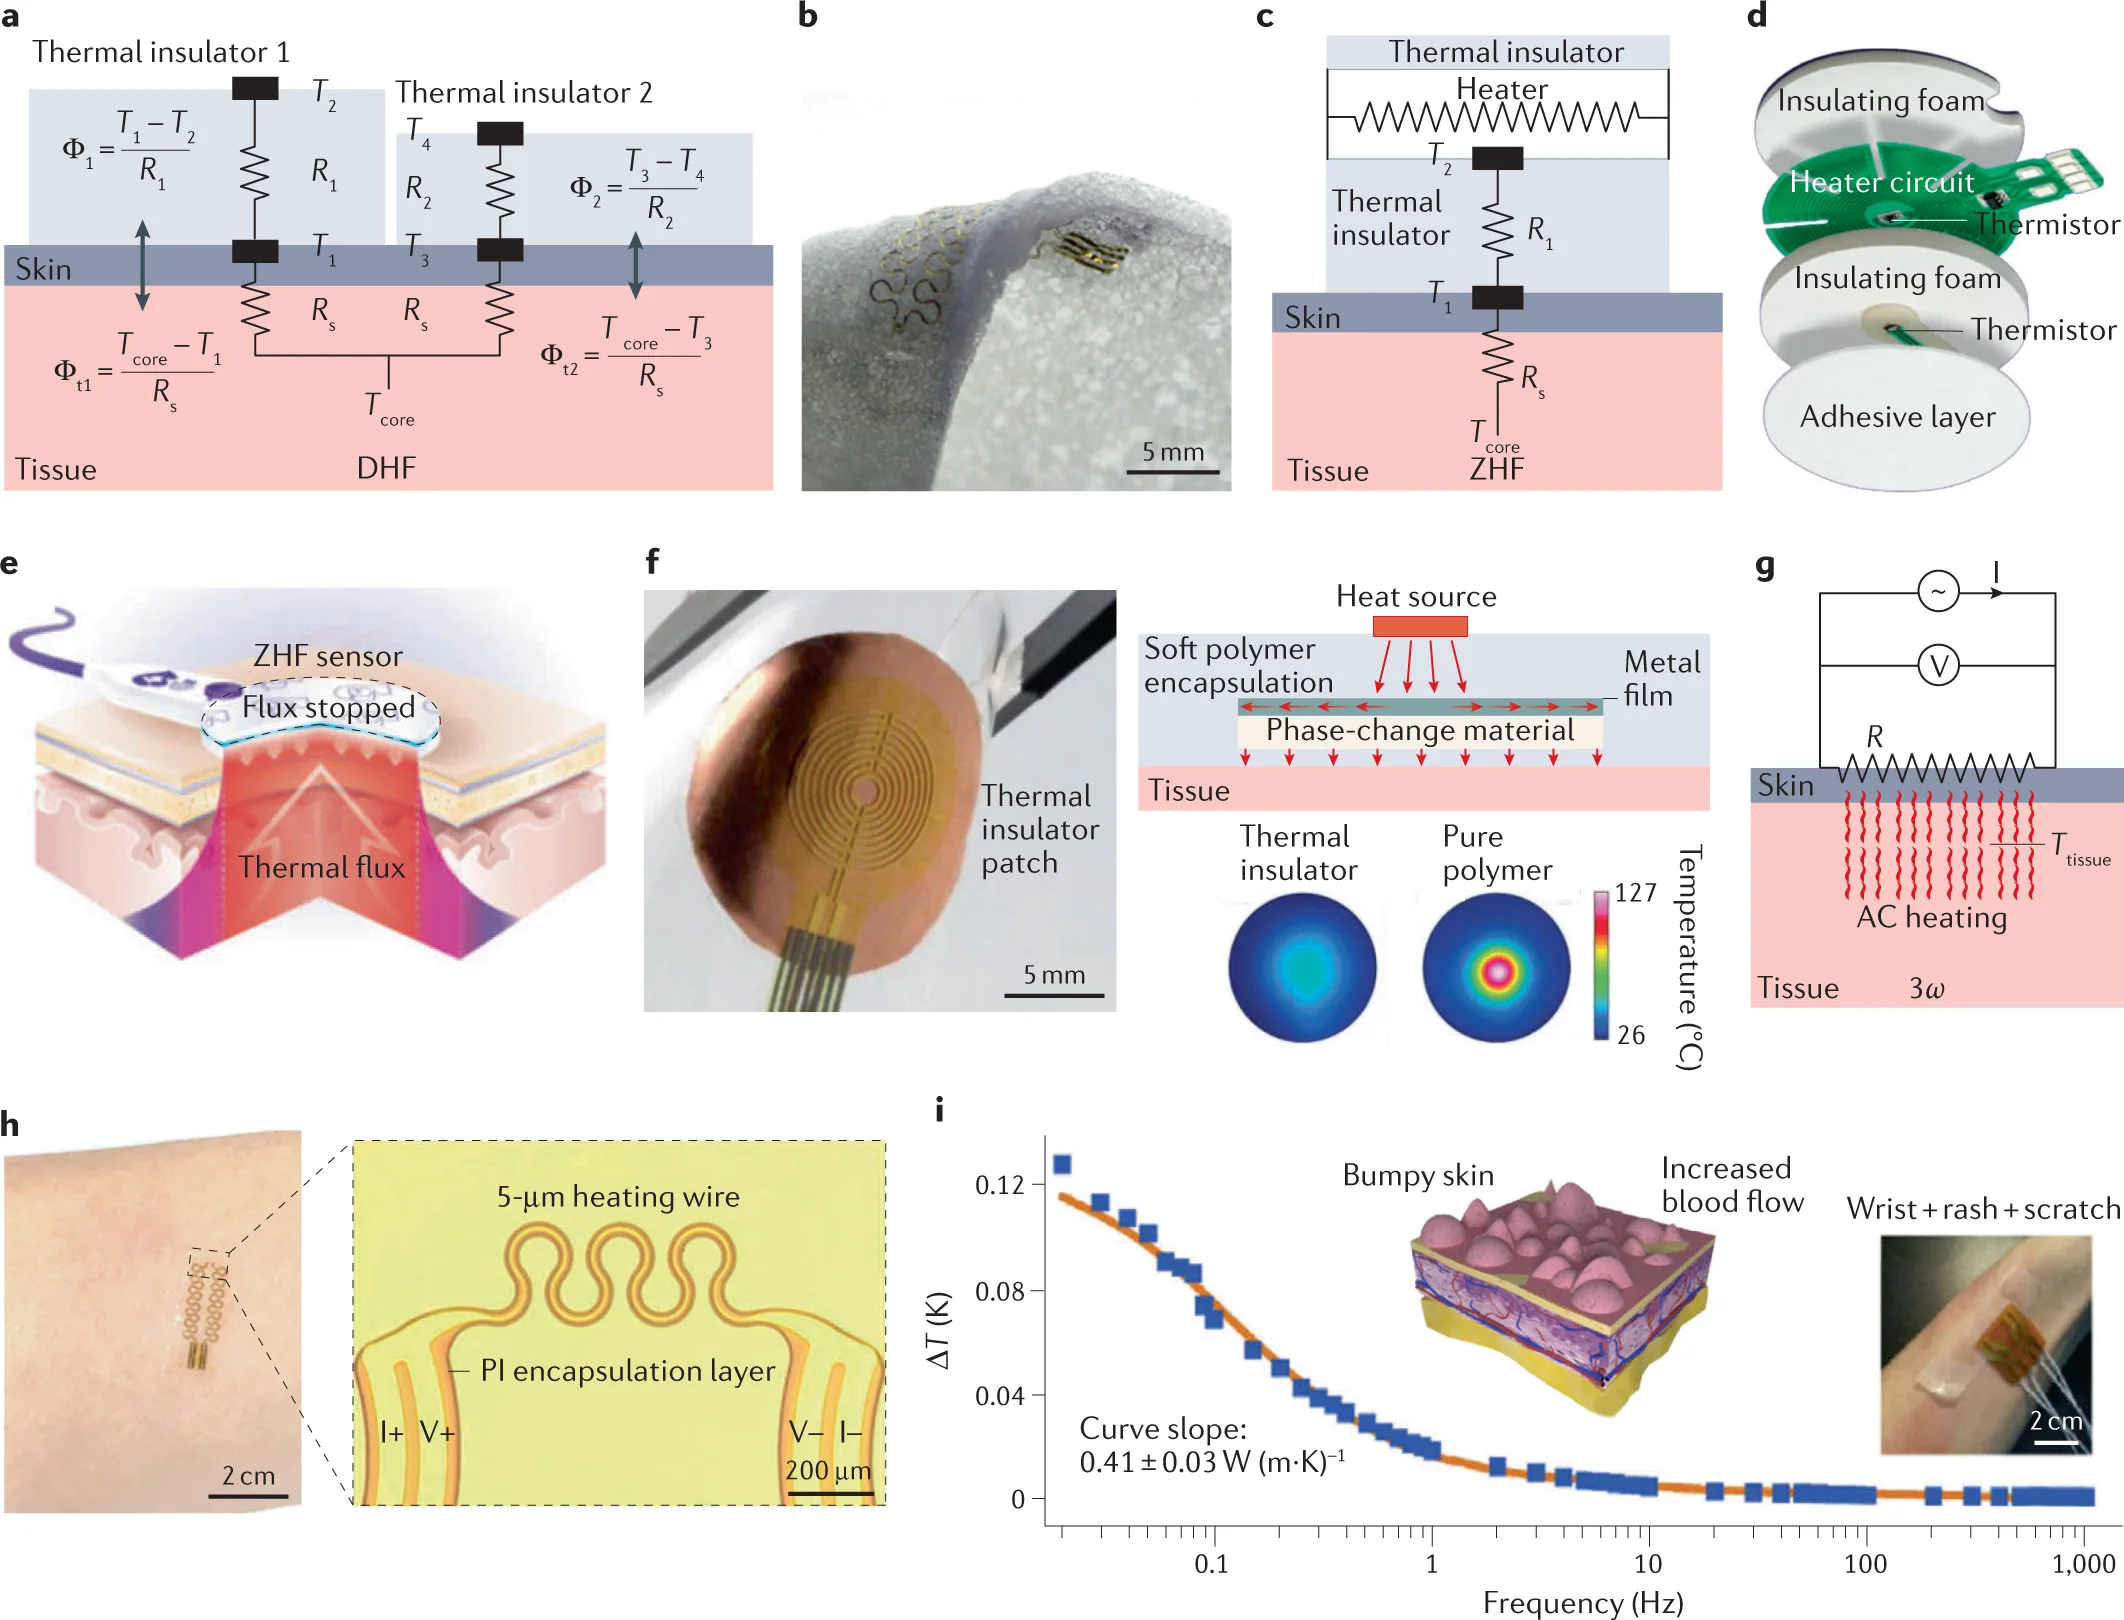 a
Thermal insulator 1
T2
Φ1 = T1 – T2 / R1
R1
Thermal insulator 2
T4
R2
Φ2 = T3 – T4 / R2
Skin
T1
T3
Rs
Rs
Φt1 = Tcore – T1 / Rs
Φt2 = Tcore – T3 / Rs
Tcore
Tissue
DHF
b
5 mm
c
Thermal insulator
Heater
T2
Thermal
insulator
R1
T1
Skin
Rs
Tcore
Tissue
ZHF
d
Insulating foam
Heater circuit
Thermistor
Insulating foam
Thermistor
Adhesive layer
e
ZHF sensor
Flux stopped
Thermal flux
f
Thermal
insulator
patch
5 mm
Heat source
Soft polymer
encapsulation
Metal
film
Phase-change material
Tissue
Thermal
insulator
Pure
polymer
127
26
Temperature (°C)
g
I
~
V
R
Skin
Ttissue
AC heating
Tissue
3ω
h
2 cm
5-μm heating wire
PI encapsulation layer
I+
V+
V–
I–
200 μm
i
0.12
0.08
0.04
0
ΔT (K)
Bumpy skin
Increased
blood flow
Wrist + rash + scratch
2 cm
Curve slope:
0.41 ± 0.03 W (m·K)–1
0.1
1
10
100
1,000
Frequency (Hz)